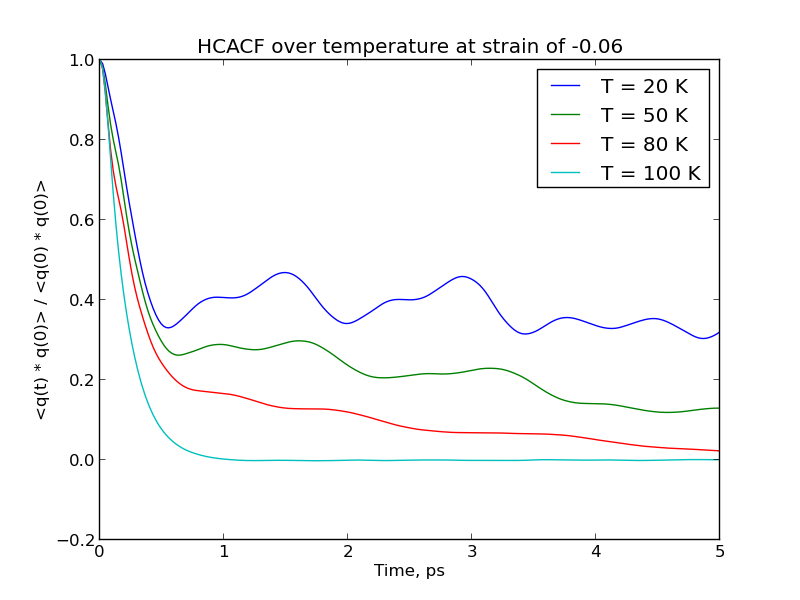 HCACF over temperature at strain of -0.06
1.0
0.8
0.6
0.4
0.2
0.0
−0.2
<q(t) * q(0)> / <q(0) * q(0)>
T = 20 K
T = 50 K
T = 80 K
T = 100 K
0 1 2 3 4 5
Time, ps